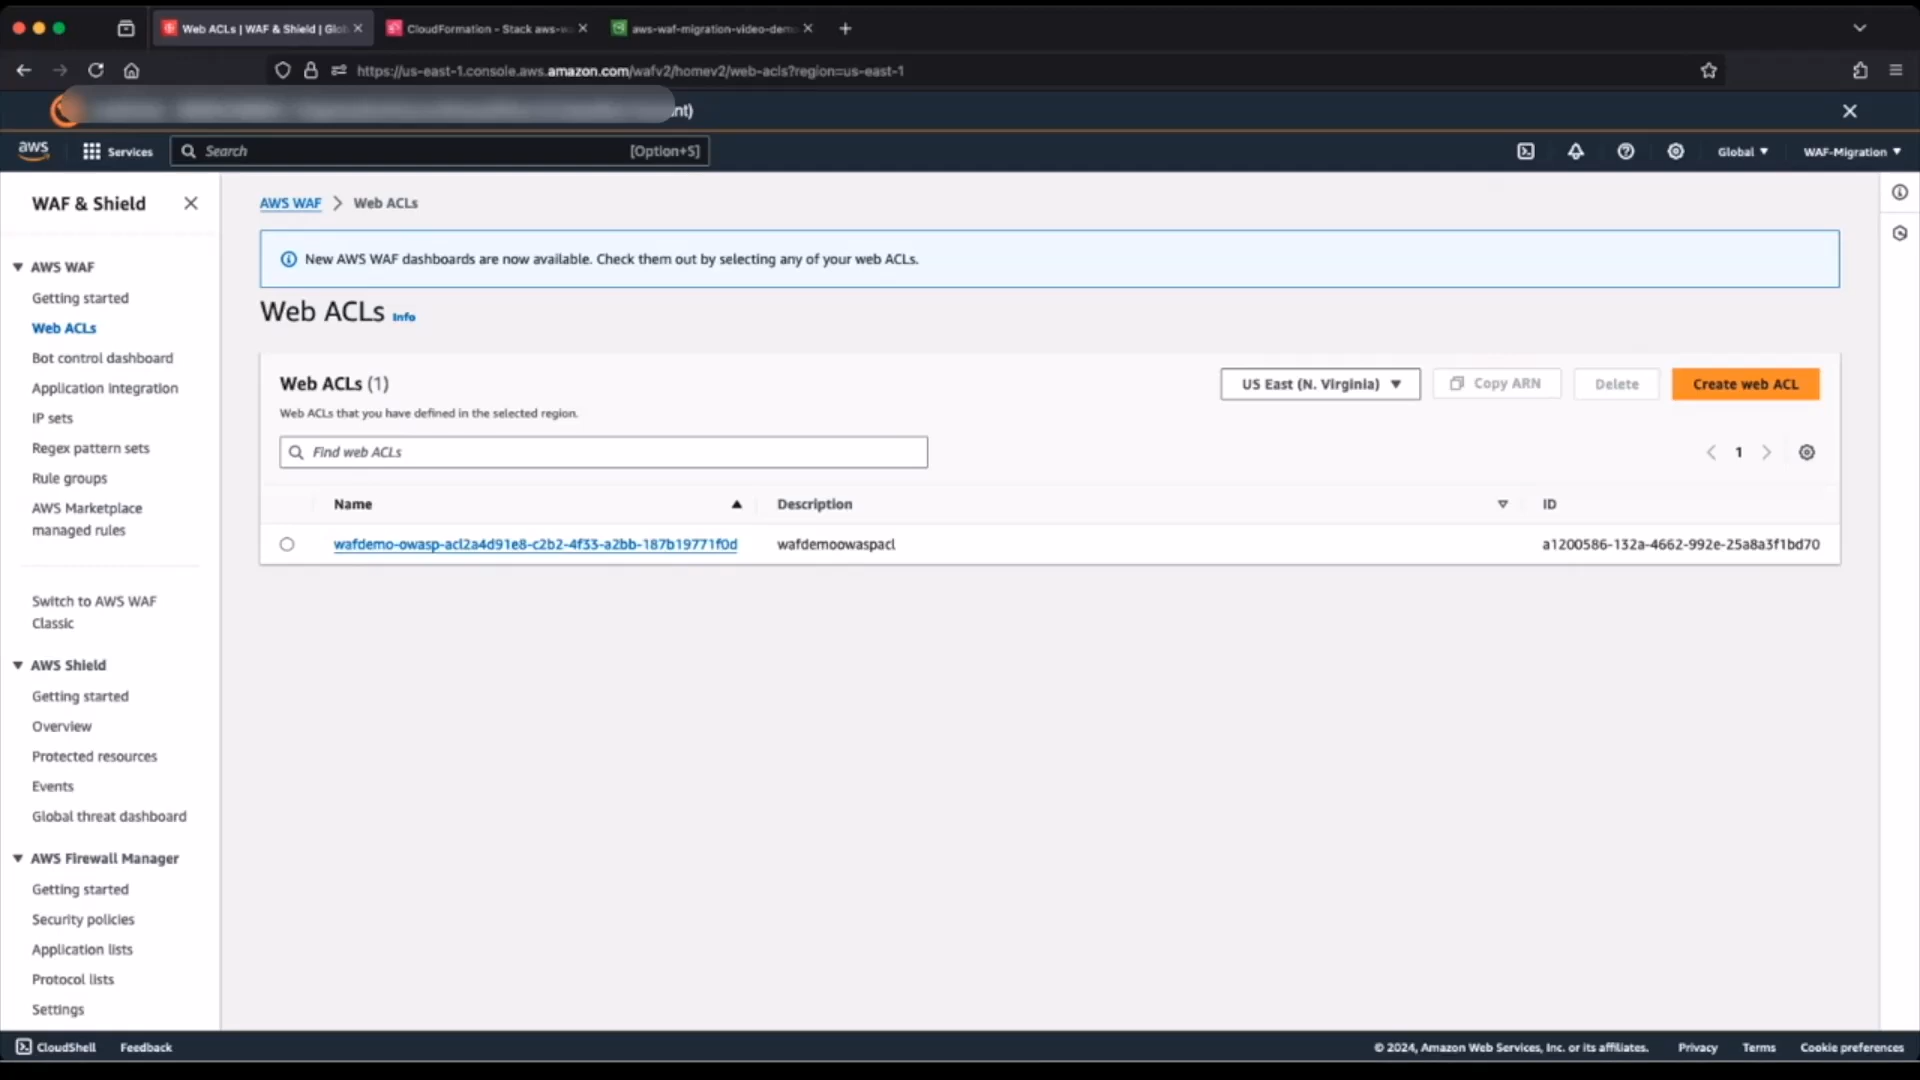 Web ACLs | WAF & Shield | Glob
CloudFormation - Stack aws-w
aws-waf-migration-video-dem
https://us-east-1.console.aws.amazon.com/wafv2/homev2/web-acls?region=us-east-1
nt)
aws
Services
Search
[Option+S]
Global
WAF-Migration
WAF & Shield
AWS WAF
Getting started
Web ACLs
Bot control dashboard
Application integration
IP sets
Regex pattern sets
Rule groups
AWS Marketplace
managed rules
Switch to AWS WAF
Classic
AWS Shield
Getting started
Overview
Protected resources
Events
Global threat dashboard
AWS Firewall Manager
Getting started
Security policies
Application lists
Protocol lists
Settings
AWS WAF > Web ACLs
New AWS WAF dashboards are now available. Check them out by selecting any of your web ACLs.
Web ACLs Info
Web ACLs (1)
US East (N. Virginia)
Copy ARN
Delete
Create web ACL
Web ACLs that you have defined in the selected region.
Find web ACLs
1
Name
Description
ID
wafdemo-owasp-acl2a4d91e8-c2b2-4f33-a2bb-187b19771f0d
wafdemoowaspacl
a1200586-132a-4662-992e-25a8a3f1bd70
CloudShell
Feedback
© 2024, Amazon Web Services, Inc. or its affiliates.
Privacy
Terms
Cookie preferences